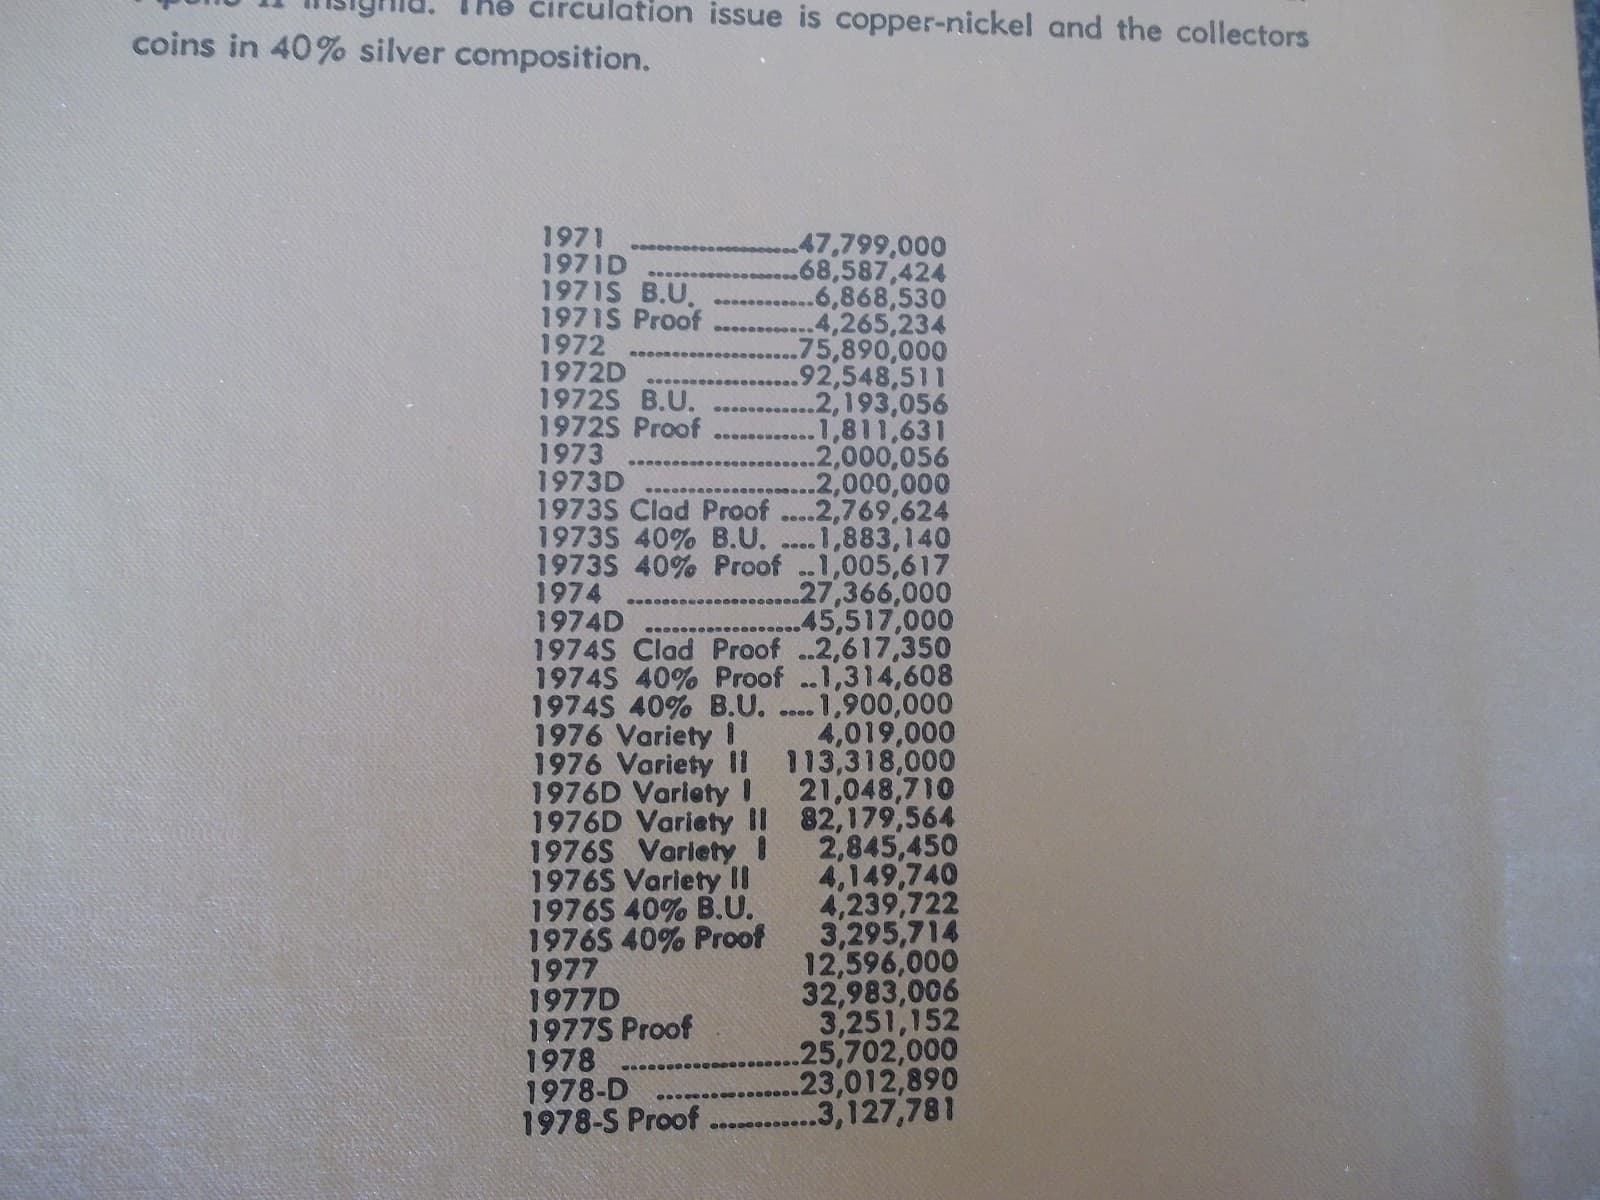 insignia. The circulation issue is copper-nickel and the collectors
coins in 40% silver composition.
1971 ....................47,799,000
1971D ..................68,587,424
1971S B.U. ............6,868,530
1971S Proof ............4,265,234
1972 ....................75,890,000
1972D ..................92,548,511
1972S B.U. ............2,193,056
1972S Proof ............1,811,631
1973 ......................2,000,056
1973D ....................2,000,000
1973S Clad Proof ....2,769,624
1973S 40% B.U. ....1,883,140
1973S 40% Proof ..1,005,617
1974 ....................27,366,000
1974D ..................45,517,000
1974S Clad Proof ..2,617,350
1974S 40% Proof ..1,314,608
1974S 40% B.U. ....1,900,000
1976 Variety I 4,019,000
1976 Variety II 113,318,000
1976D Variety I 21,048,710
1976D Variety II 82,179,564
1976S Variety I 2,845,450
1976S Variety II 4,149,740
1976S 40% B.U. 4,239,722
1976S 40% Proof 3,295,714
1977 12,596,000
1977D 32,983,006
1977S Proof 3,251,152
1978 ....................25,702,000
1978-D ................23,012,890
1978-S Proof ............3,127,781